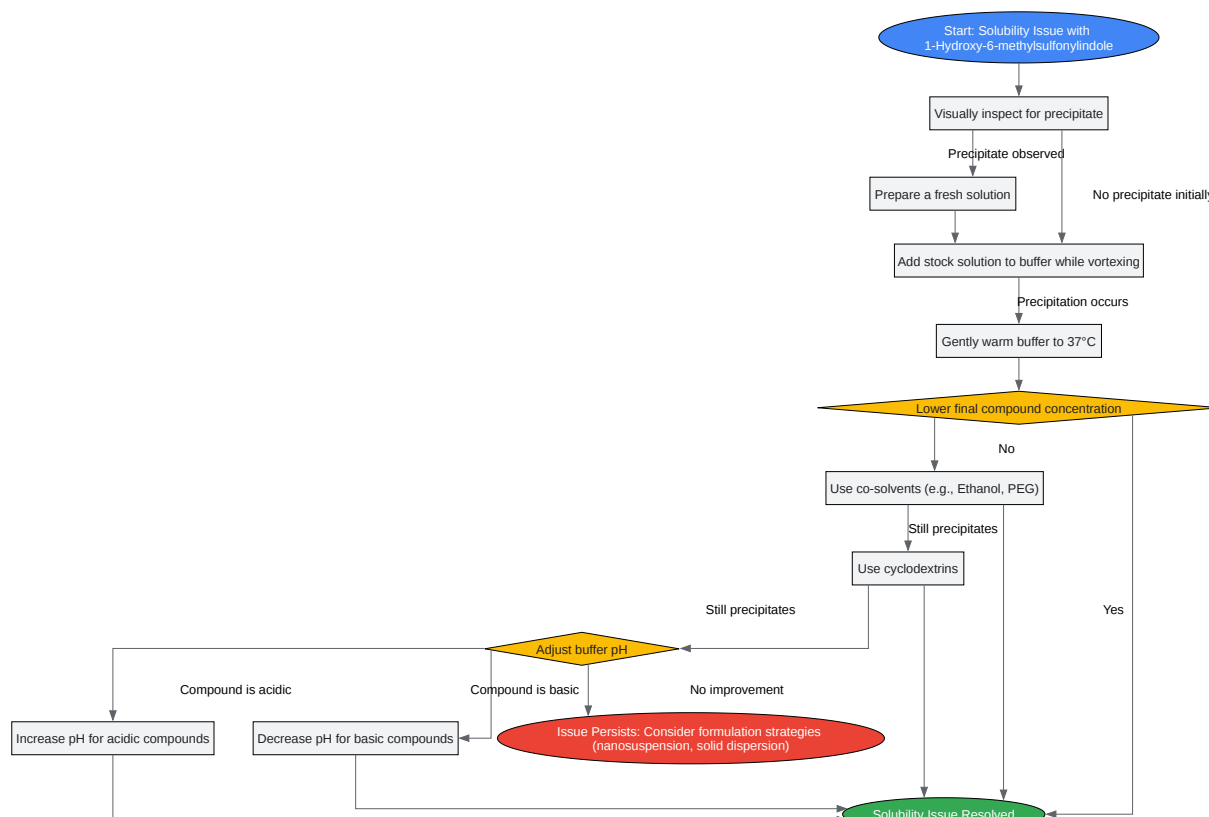 Start: Solubility Issue with
1-Hydroxy-6-methylsulfonylindole
Visually inspect for precipitate
Precipitate observed
Prepare a fresh solution
No precipitate initially
Add stock solution to buffer while vortexing
Precipitation occurs
Gently warm buffer to 37°C
Lower final compound concentration
No
Use co-solvents (e.g., Ethanol, PEG)
Still precipitates
Use cyclodextrins
Still precipitates
Yes
Adjust buffer pH
Compound is acidic
Compound is basic
No improvement
Increase pH for acidic compounds
Decrease pH for basic compounds
Issue Persists: Consider formulation strategies
(nanosuspension, solid dispersion)
Solubility Issue Resolved